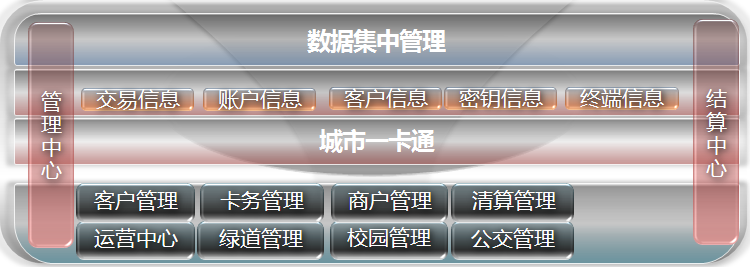 数据集中管理
管理中心
交易信息 账户信息 客户信息 密钥信息 终端信息
结算中心
城市一卡通
客户管理 卡务管理 商户管理 清算管理
运营中心 绿道管理 校园管理 公交管理